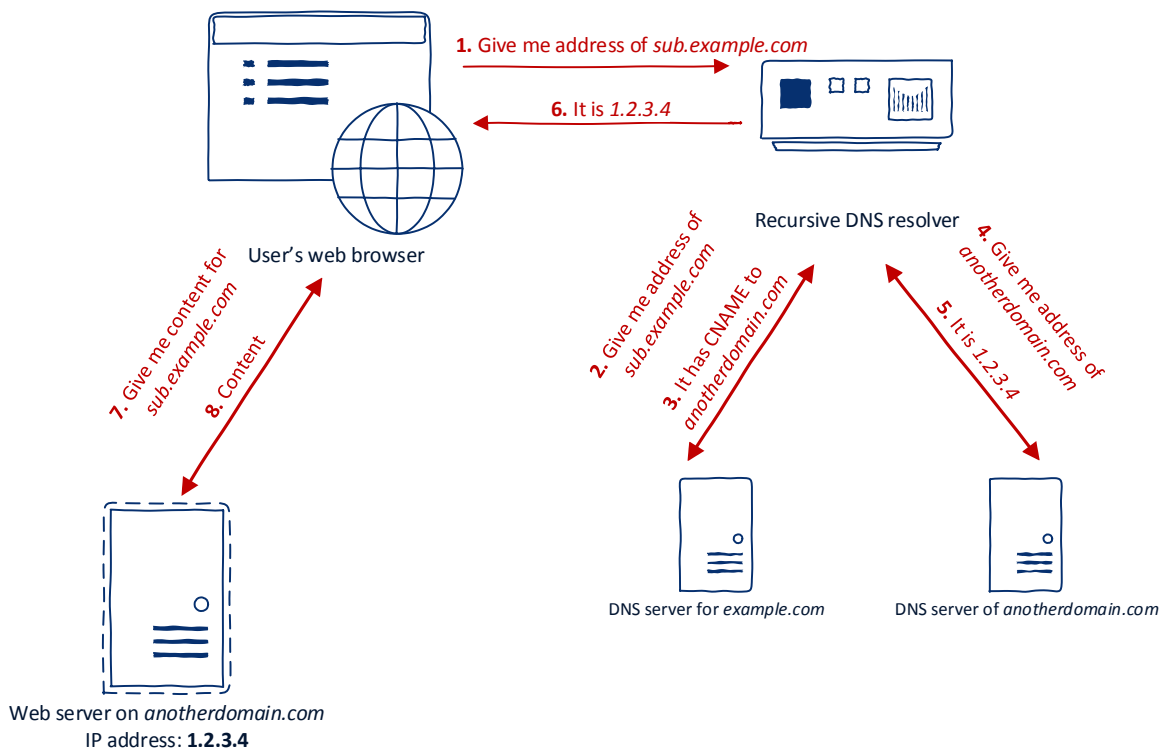 1. Give me address of sub.example.com
6. It is 1.2.3.4
User's web browser
Recursive DNS resolver
2. Give me address of
sub.example.com
3. It has CNAME to
anotherdomain.com
4. Give me address of
anotherdomain.com
5. It is 1.2.3.4
7. Give me content for
sub.example.com
8. Content
DNS server for example.com
DNS server of anotherdomain.com
Web server on anotherdomain.com
IP address: 1.2.3.4